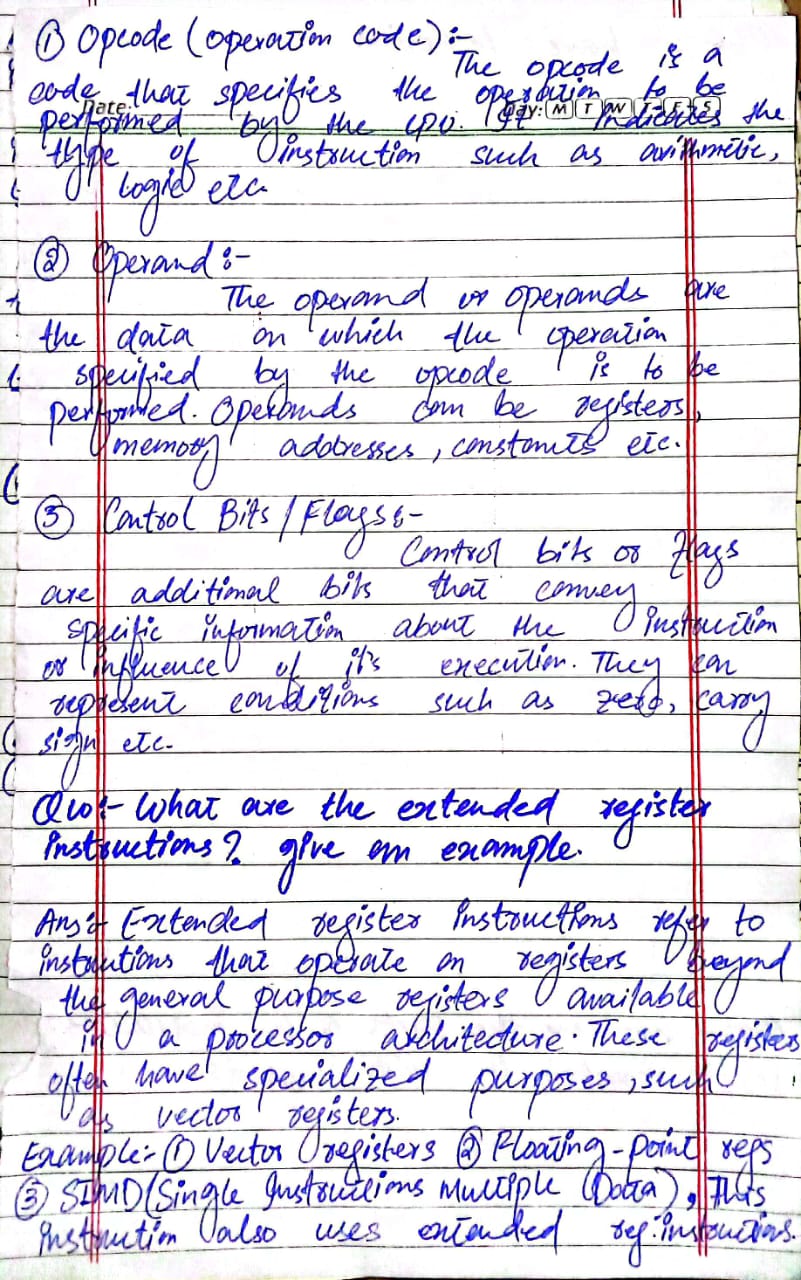 ① Opcode (operation code) :-
The opcode is a
code that specifies the operation to be
Date: Day: M T W T F S
performed by the CPU. It indicates the
type of instruction such as arithmetic,
logic etc.
② Operand :-
The operand or operands are
the data on which the operation
specified by the opcode is to be
performed. Operands can be registers,
memory addresses, constants etc.
③ Control Bits / Flags :-
Control bits or Flags
are additional bits that convey
specific information about the instruction
or influence of it's execution. They can
represent conditions such as zero, carry
sign etc.
Q10:- What are the extended register
instructions? give an example.
Ans:- Extended register Instructions refer to
instructions that operate on registers beyond
the general purpose registers available
in a processor architecture. These registers
often have specialized purposes, such
as vector registers.
Example:- ① Vector registers ② Floating-point regs
③ SIMD (Single Instructions Multiple Data), This
instruction also uses extended reg. instructions.